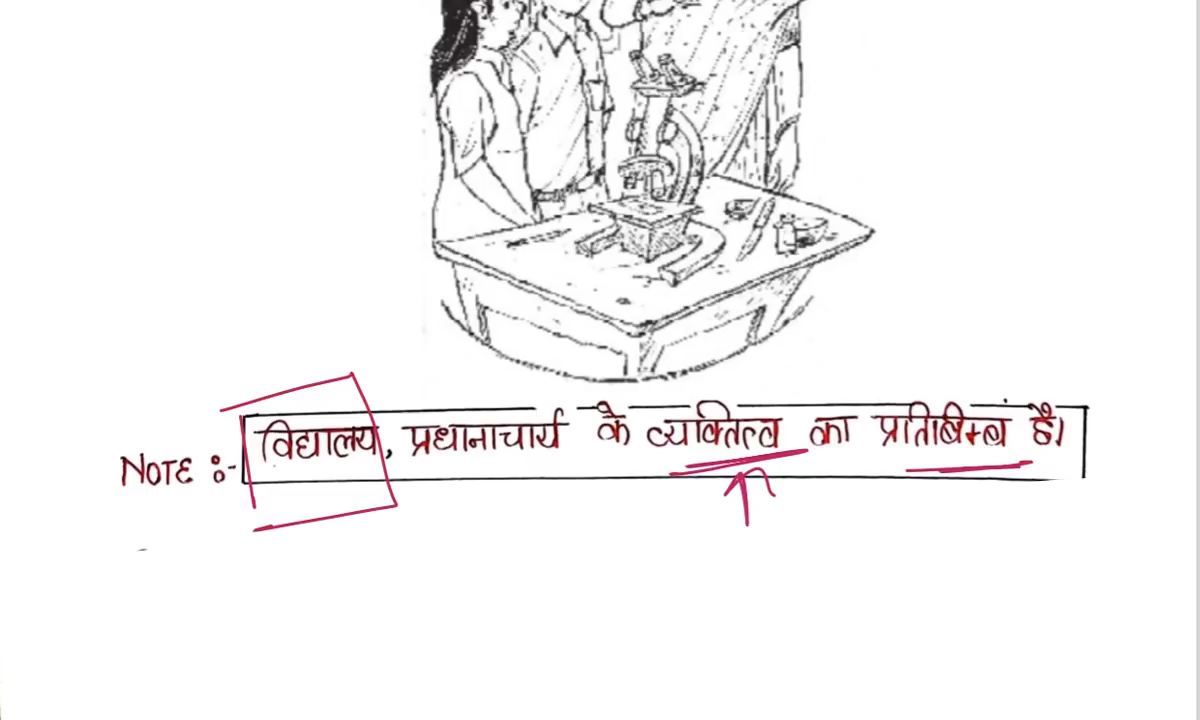 NOTE :- विद्यालय, प्रधानाचार्य के व्यक्तित्व का प्रतिबिम्ब है।